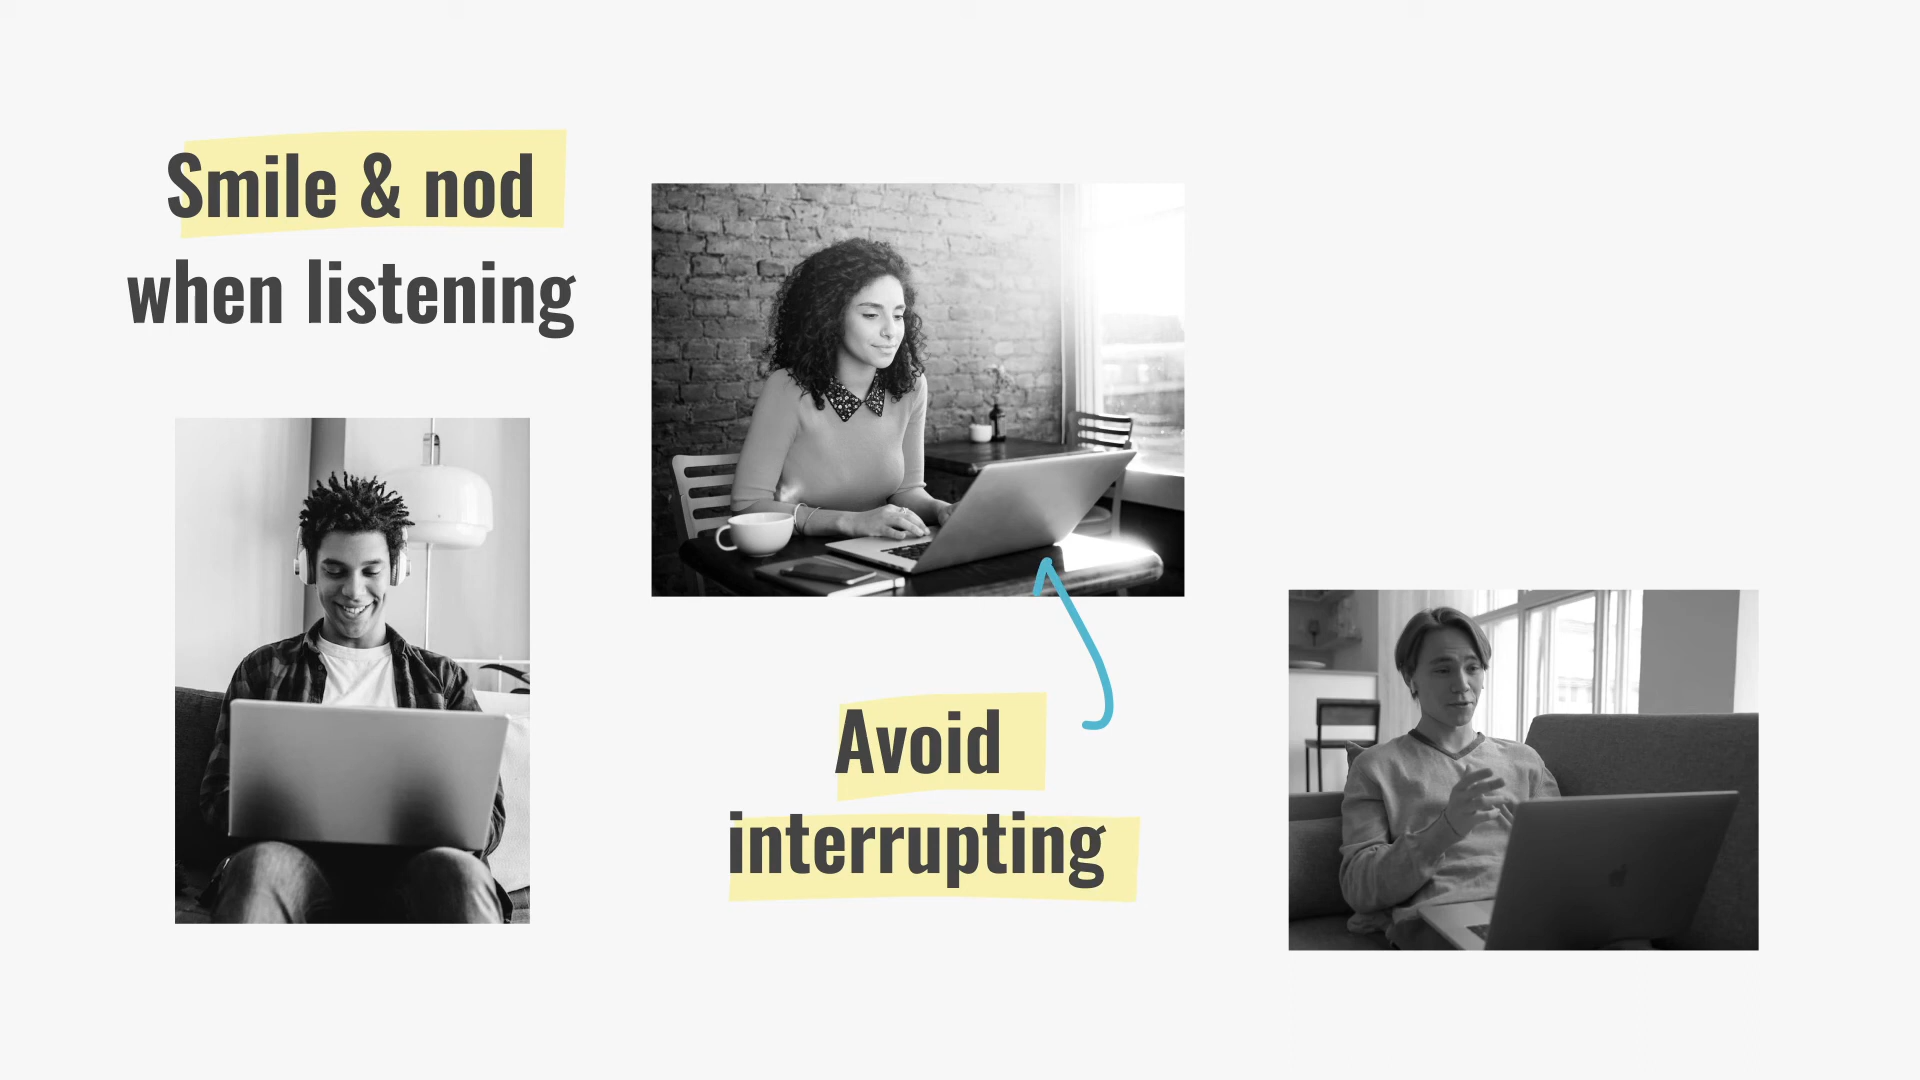 Smile & nod
when listening
Avoid
interrupting